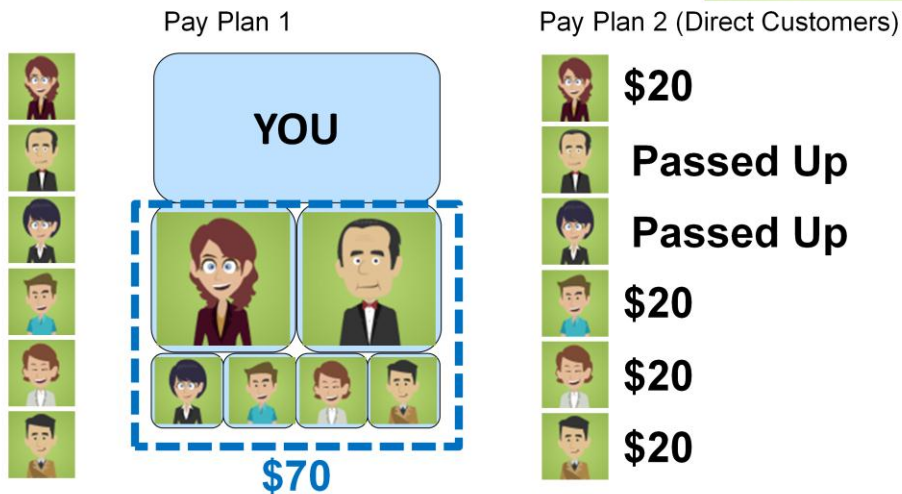 Pay Plan 1
Pay Plan 2 (Direct Customers)
YOU
$70
$20
Passed Up
Passed Up
$20
$20
$20